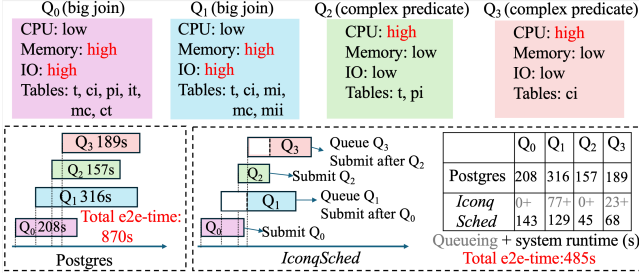 Q₀ (big join)
CPU: low
Memory: high
IO: high
Tables: t, ci, pi, it,
mc, ct
Q₁ (big join)
CPU: low
Memory: high
IO: high
Tables: t, ci, mi,
mc, mii
Q₂ (complex predicate)
CPU: high
Memory: low
IO: low
Tables: t, pi
Q₃ (complex predicate)
CPU: high
Memory: low
IO: low
Tables: ci
Q₃ 189s
Q₂ 157s
Q₁ 316s
Q₀ 208s
Total e2e-time:
870s
Postgres
Q₃
Queue Q₃
Submit after Q₂
Q₂
Submit Q₂
Q₁
Queue Q₁
Submit after Q₀
Q₀
Submit Q₀
IconqSched
Q₀ Q₁ Q₂ Q₃
Postgres 208 316 157 189
Iconq 0+ 77+ 0+ 23+
Sched 143 129 45 68
Queueing + system runtime (s)
Total e2e-time:485s